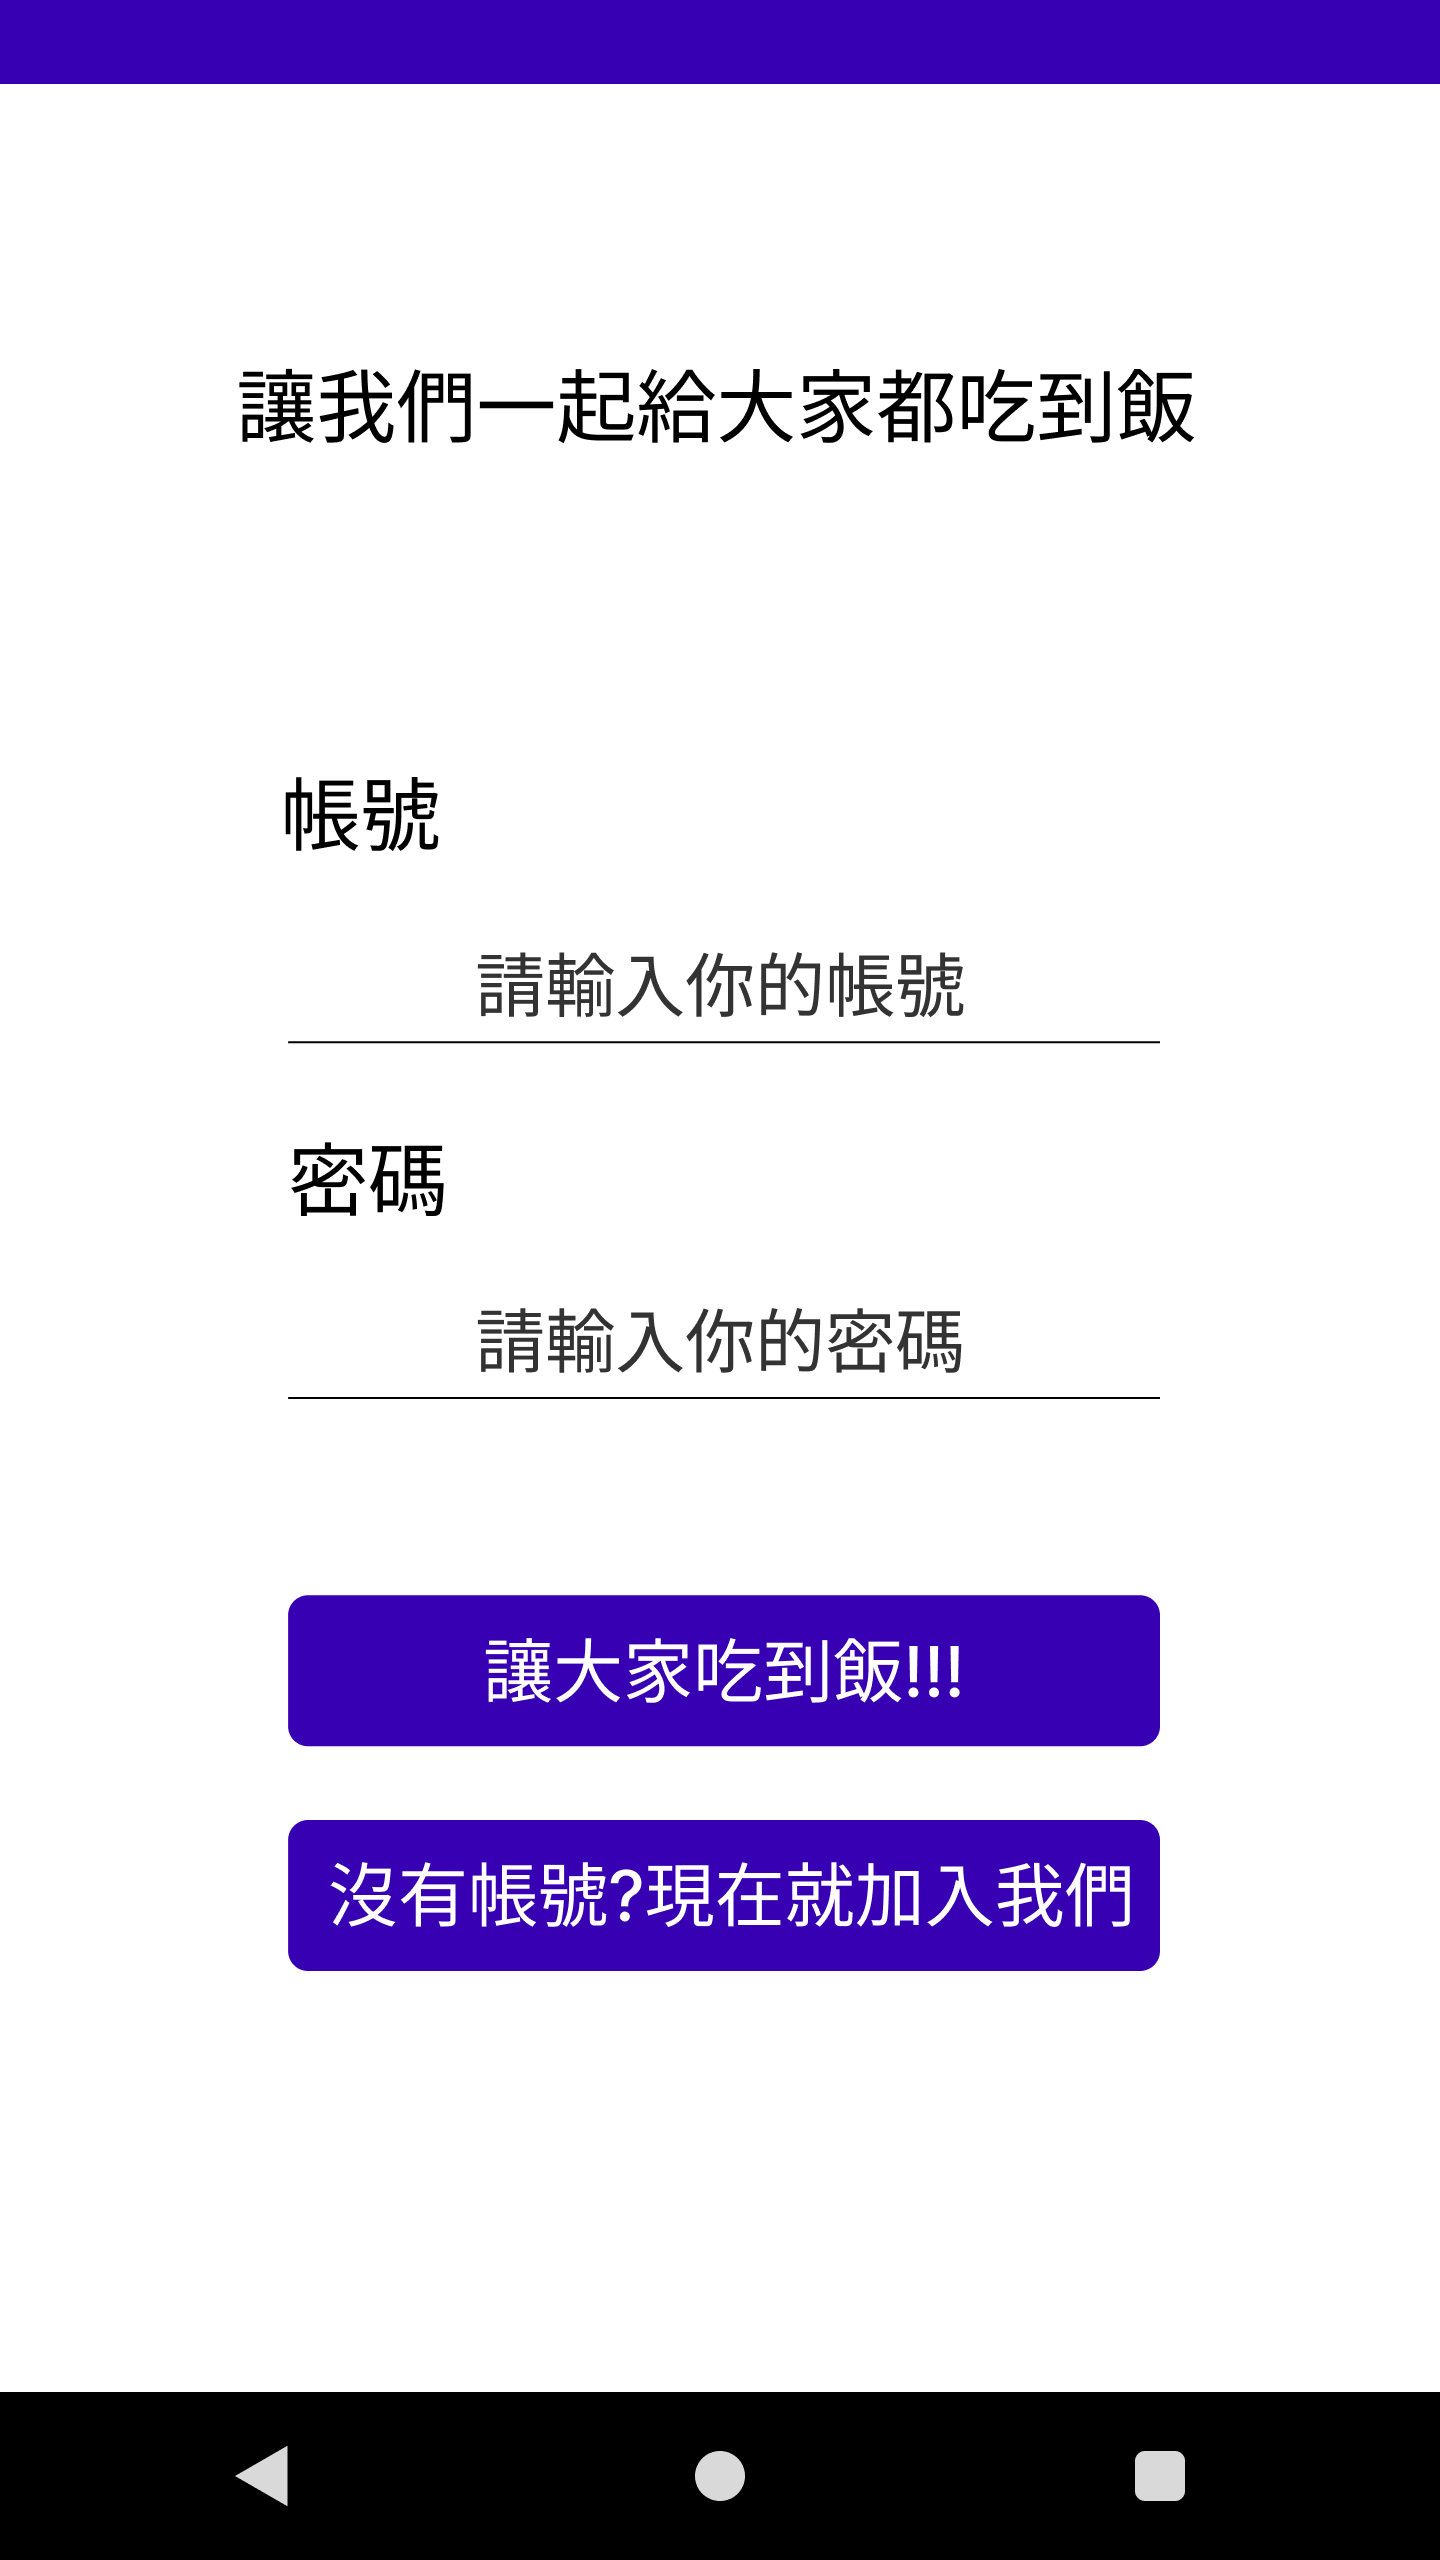 讓我們一起給大家都吃到飯
帳號
請輸入你的帳號
密碼
請輸入你的密碼
讓大家吃到飯!!!
沒有帳號?現在就加入我們